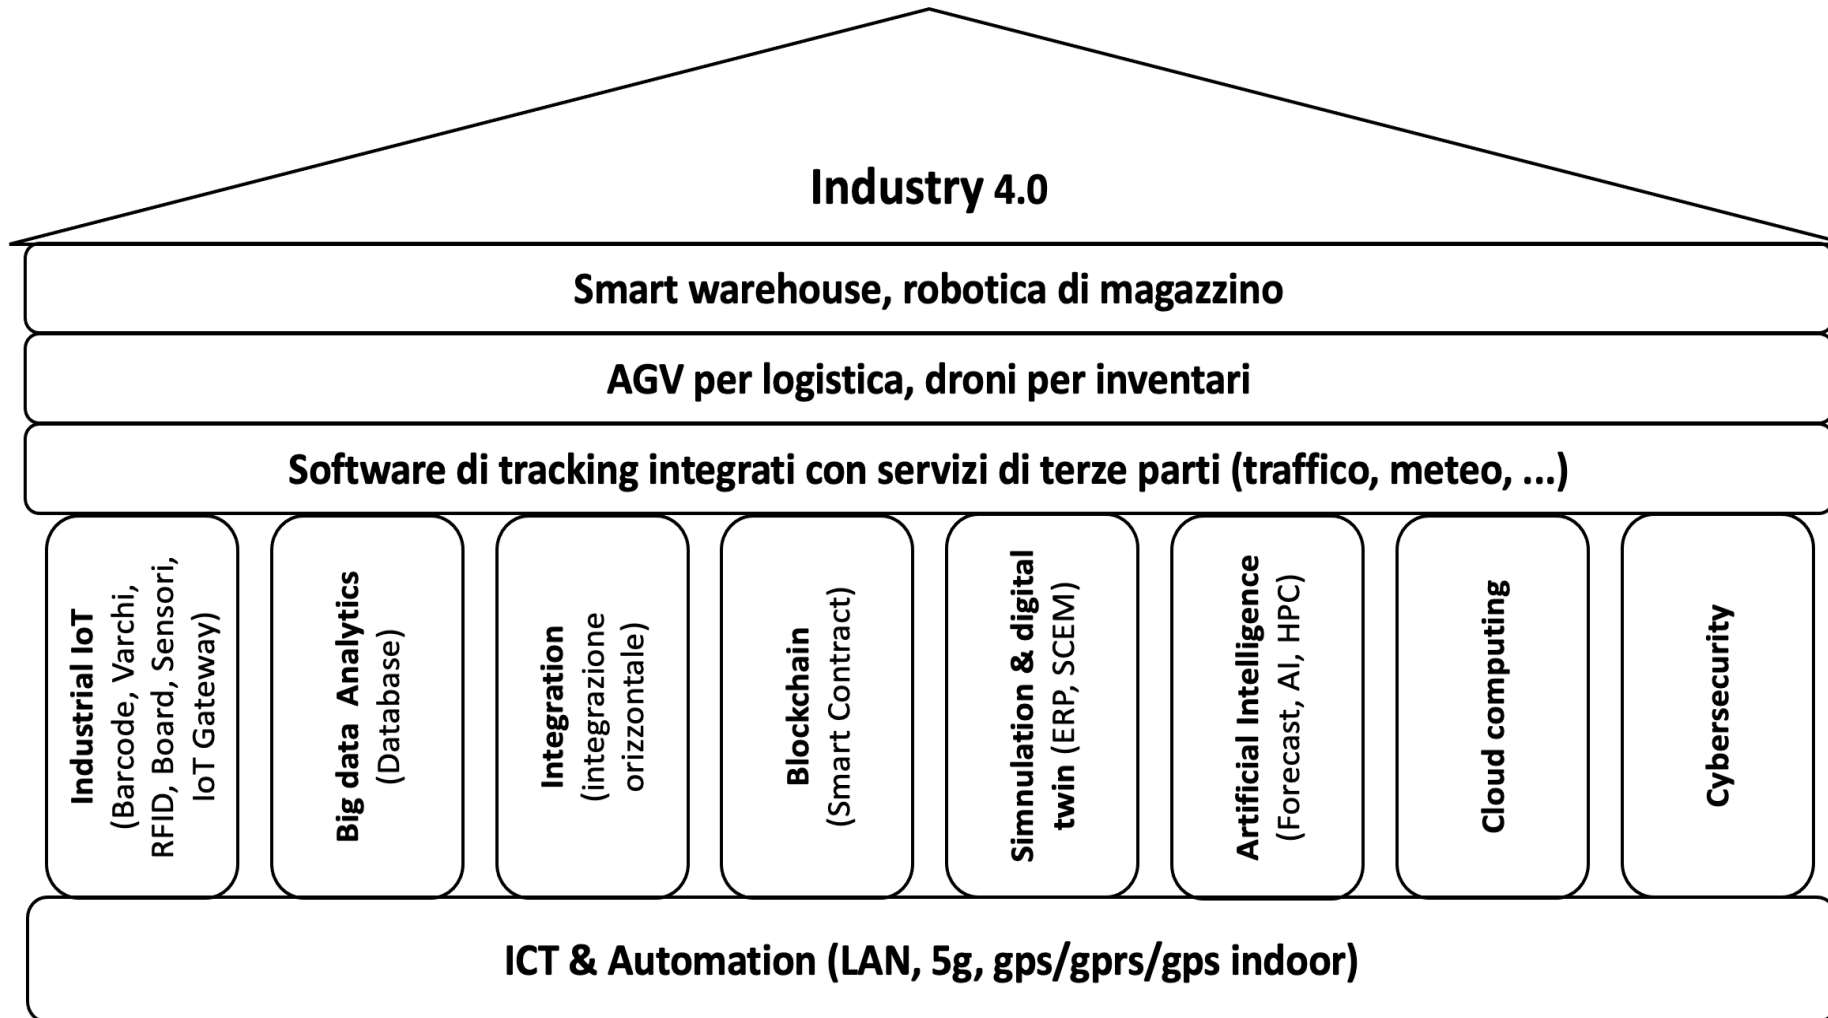 Industry 4.0
Smart warehouse, robotica di magazzino
AGV per logistica, droni per inventari
Software di tracking integrati con servizi di terze parti (traffico, meteo, ...)
Industrial IoT
(Barcode, Varchi,
RFID, Board, Sensori,
IoT Gateway)
Big data Analytics
(Database)
Integration
(integrazione
orizzontale)
Blockchain
(Smart Contract)
Simnulation & digital
twin (ERP, SCEM)
Artificial Intelligence
(Forecast, AI, HPC)
Cloud computing
Cybersecurity
ICT & Automation (LAN, 5g, gps/gprs/gps indoor)